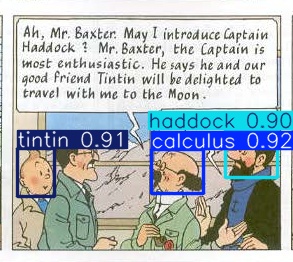 Ah, Mr. Baxter. May I introduce Captain
Haddock? Mr. Baxter, the Captain is
most enthusiastic. He says he and our
good friend Tintin will be delighted to
travel with me to the Moon.
haddock 0.90
tintin 0.91
calculus 0.92